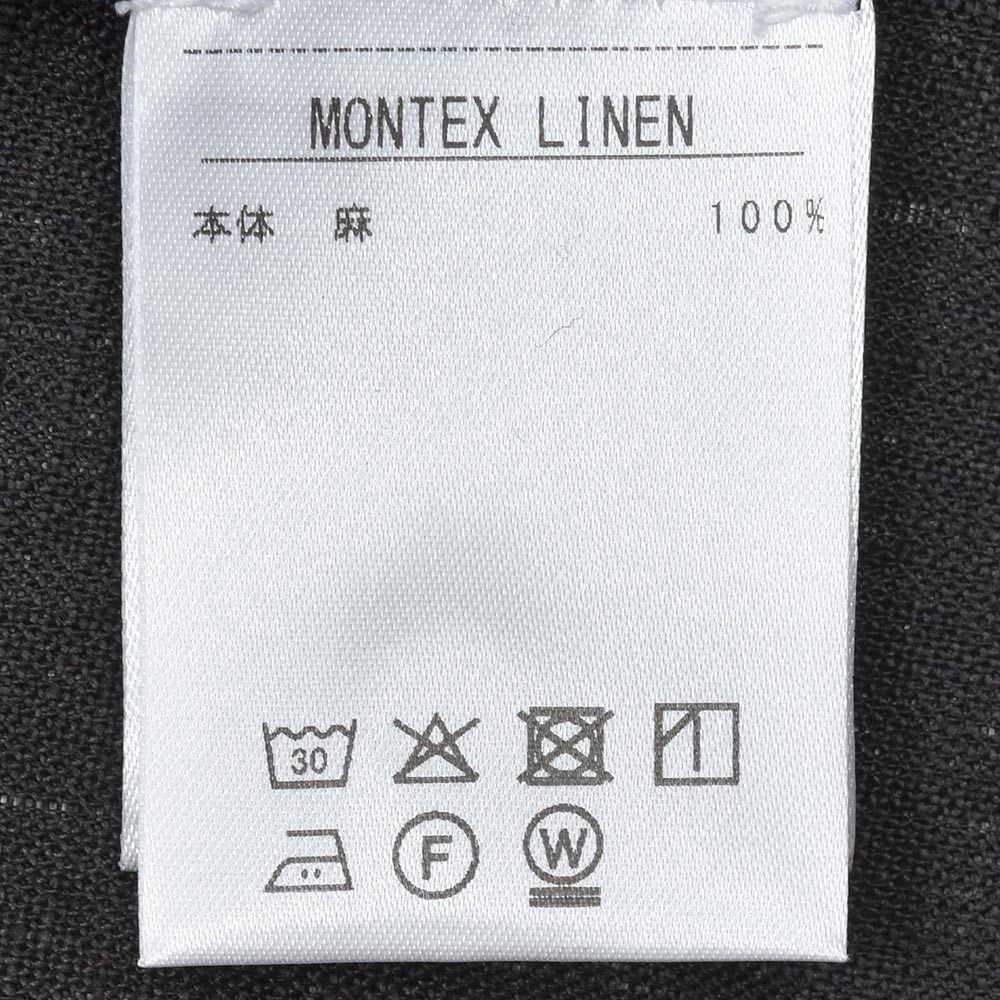 MONTEX LINEN
本体 麻 100%
30
F W